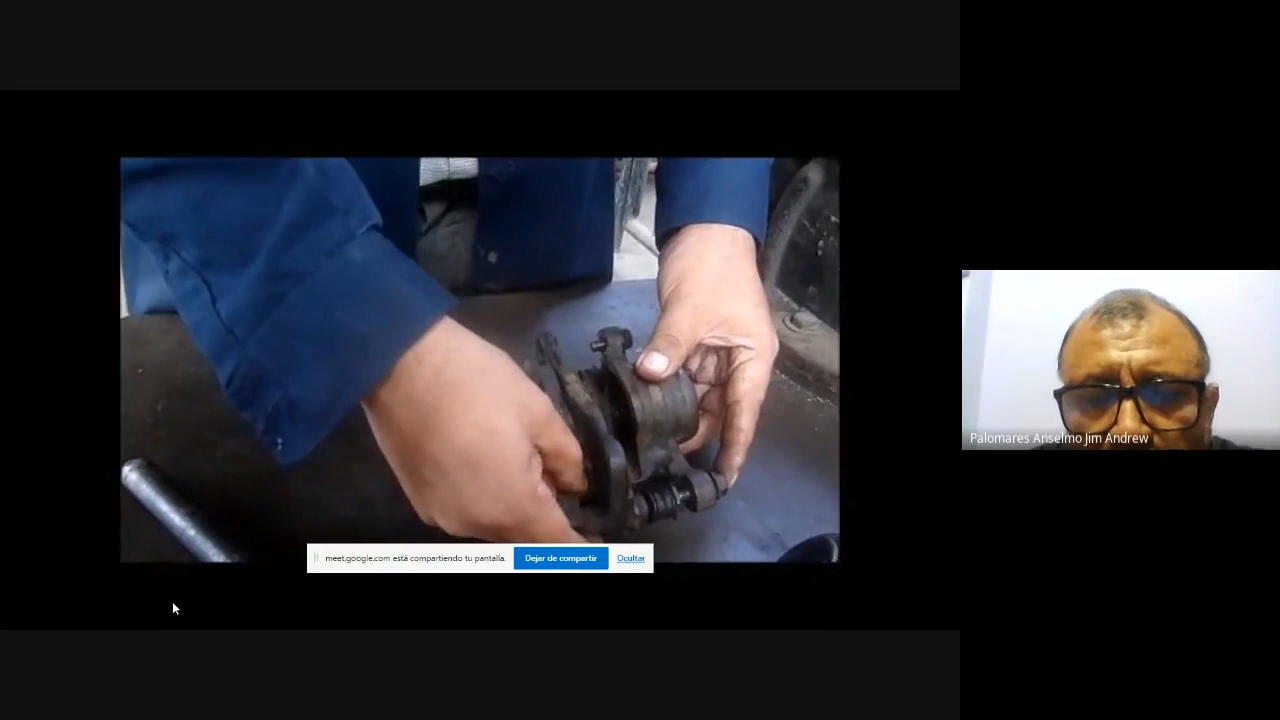 meet.google.com está compartiendo tu pantalla.
Dejar de compartir
Ocultar
Palomares Anselmo Jim Andrew